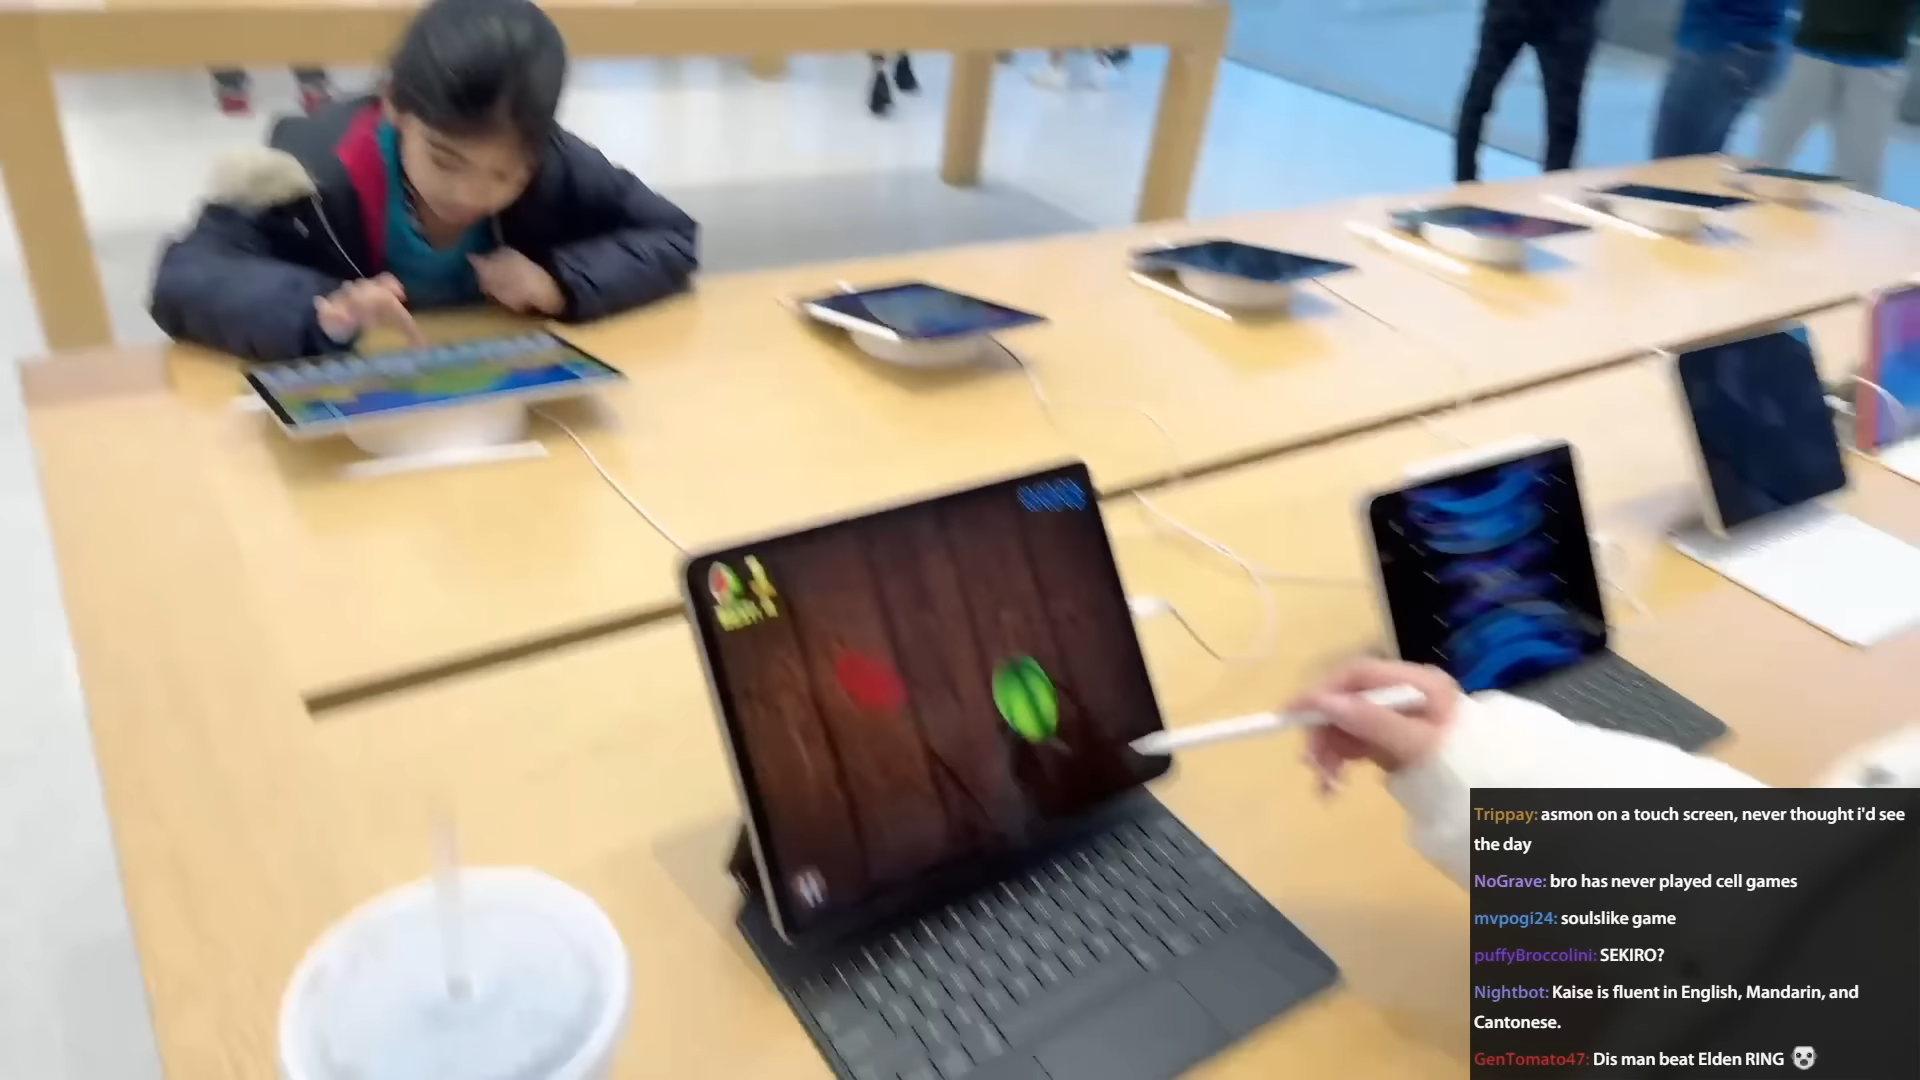 Trippay: asmon on a touch screen, never thought i'd see
the day
NoGrave: bro has never played cell games
mvpogi24: soulslike game
puffyBroccolini: SEKIRO?
Nightbot: Kaise is fluent in English, Mandarin, and
Cantonese.
GenTomato47: Dis man beat Elden RING